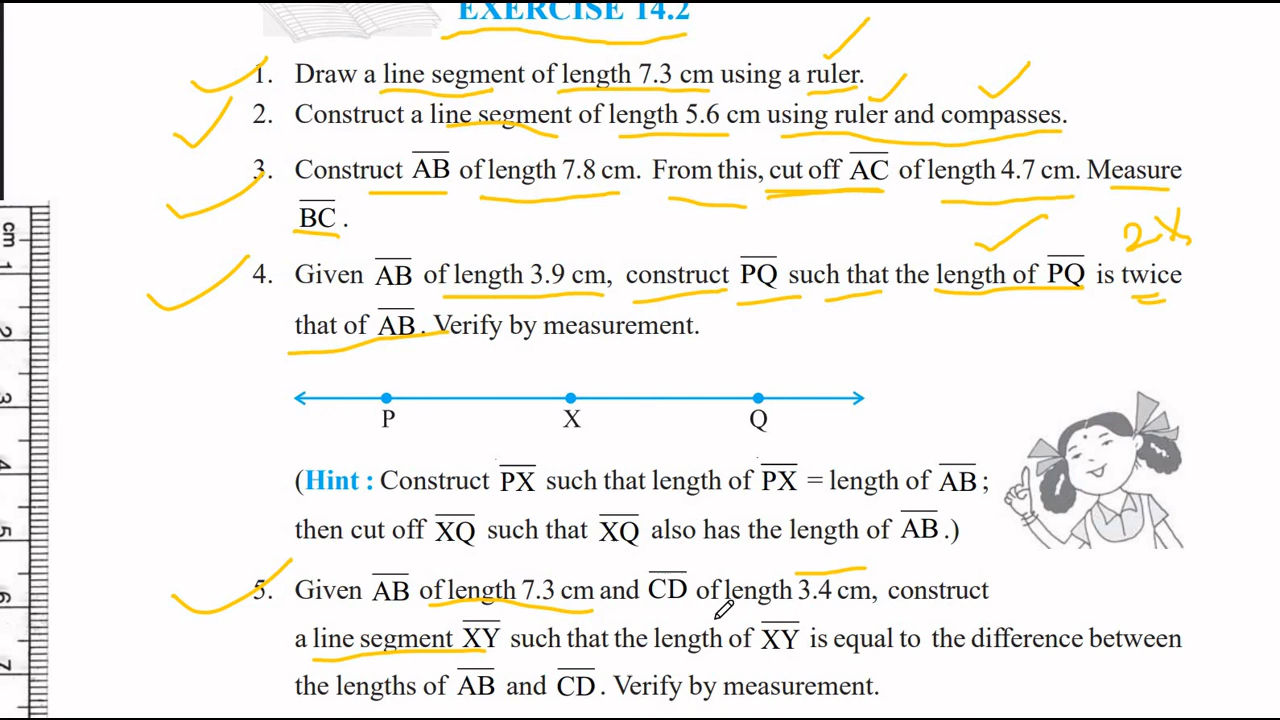 EXERCISE 14.2
1. Draw a line segment of length 7.3 cm using a ruler.
2. Construct a line segment of length 5.6 cm using ruler and compasses.
3. Construct AB of length 7.8 cm. From this, cut off AC of length 4.7 cm. Measure
BC .
2x
4. Given AB of length 3.9 cm, construct PQ such that the length of PQ is twice
that of AB . Verify by measurement.
P X Q
(Hint : Construct PX such that length of PX = length of AB ;
then cut off XQ such that XQ also has the length of AB .)
5. Given AB of length 7.3 cm and CD of length 3.4 cm, construct
a line segment XY such that the length of XY is equal to the difference between
the lengths of AB and CD . Verify by measurement.
cm
1
2
3
4
5
6
7